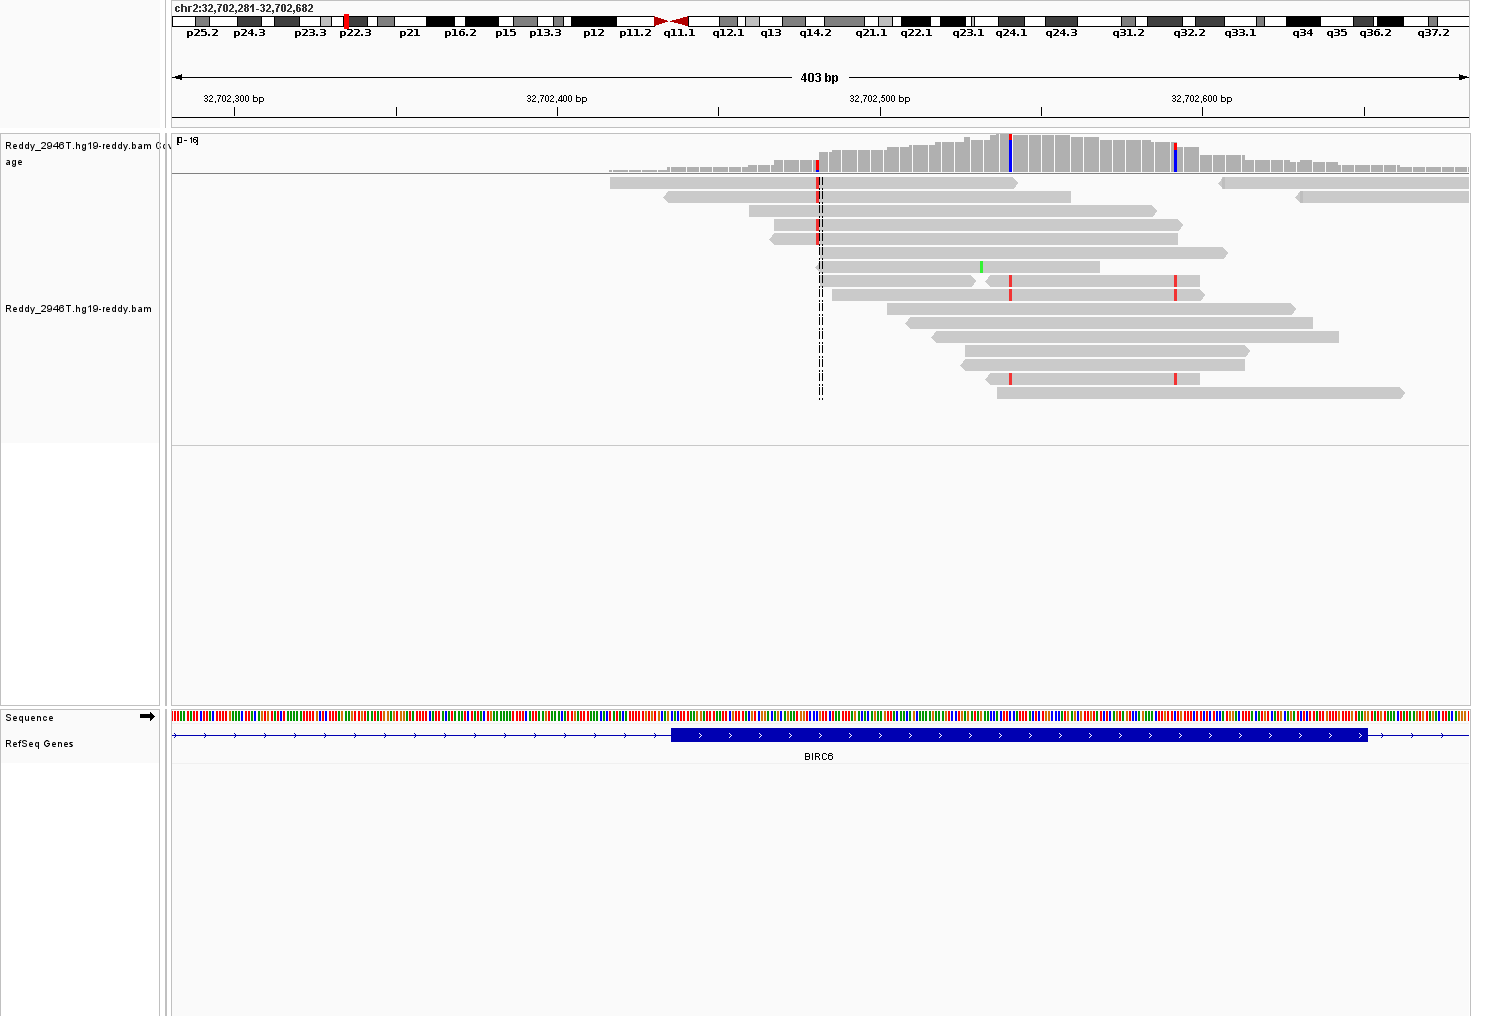 chr2:32,702,281-32,702,682
p25.2 p24.3 p23.3 p22.3 p21 p16.2 p15 p13.3 p12 p11.2 q11.1 q12.1 q13 q14.2 q21.1 q22.1 q23.1 q24.1 q24.3 q31.2 q32.2 q33.1 q34 q35 q36.2 q37.2
403 bp
32,702,300 bp 32,702,400 bp 32,702,500 bp 32,702,600 bp
Reddy_2946T.hg19-reddy.bam Cov
age
[0 - 16]
Reddy_2946T.hg19-reddy.bam
Sequence
RefSeq Genes
BIRC6